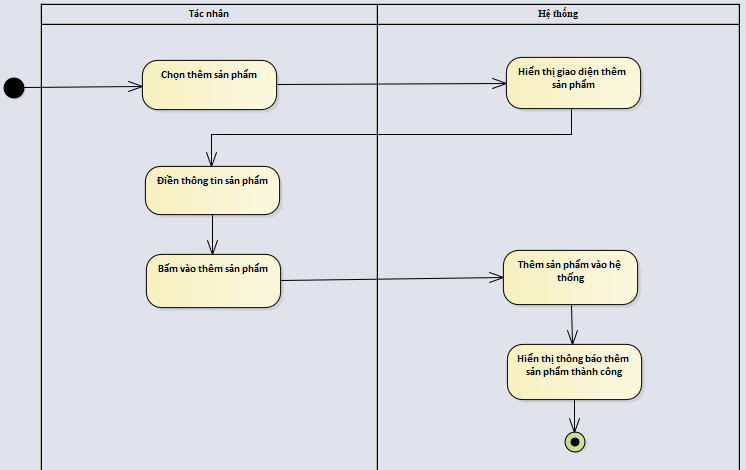 Tác nhân
Hệ thống
Chọn thêm sản phẩm
Hiển thị giao diện thêm
sản phẩm
Điền thông tin sản phẩm
Bấm vào thêm sản phẩm
Thêm sản phẩm vào hệ
thống
Hiển thị thông báo thêm
sản phẩm thành công